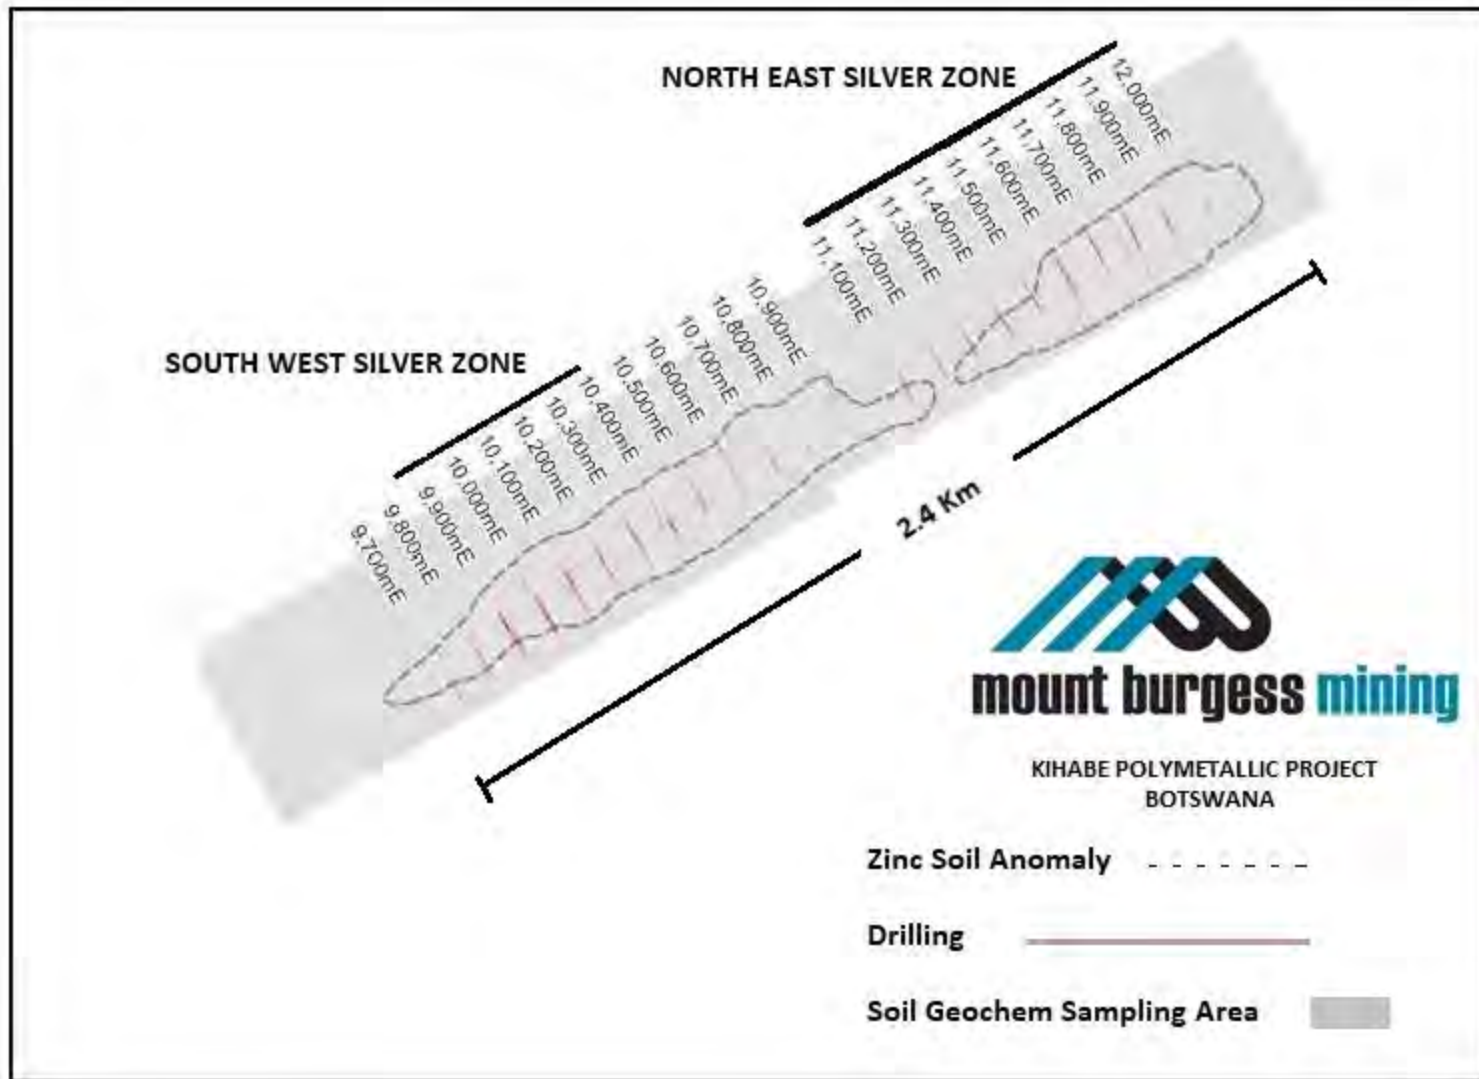 NORTH EAST SILVER ZONE
12,000mE
11,900mE
11,800mE
11,700mE
11,600mE
11,500mE
11,400mE
11,300mE
11,200mE
11,100mE
10,900mE
10,800mE
10,700mE
10,600mE
10,500mE
10,400mE
10,300mE
10,200mE
10,100mE
10,000mE
9,900mE
9,800mE
9,700mE
SOUTH WEST SILVER ZONE
2.4 Km
mount burgess mining
KIHABE POLYMETALLIC PROJECT
BOTSWANA
Zinc Soil Anomaly
Drilling
Soil Geochem Sampling Area